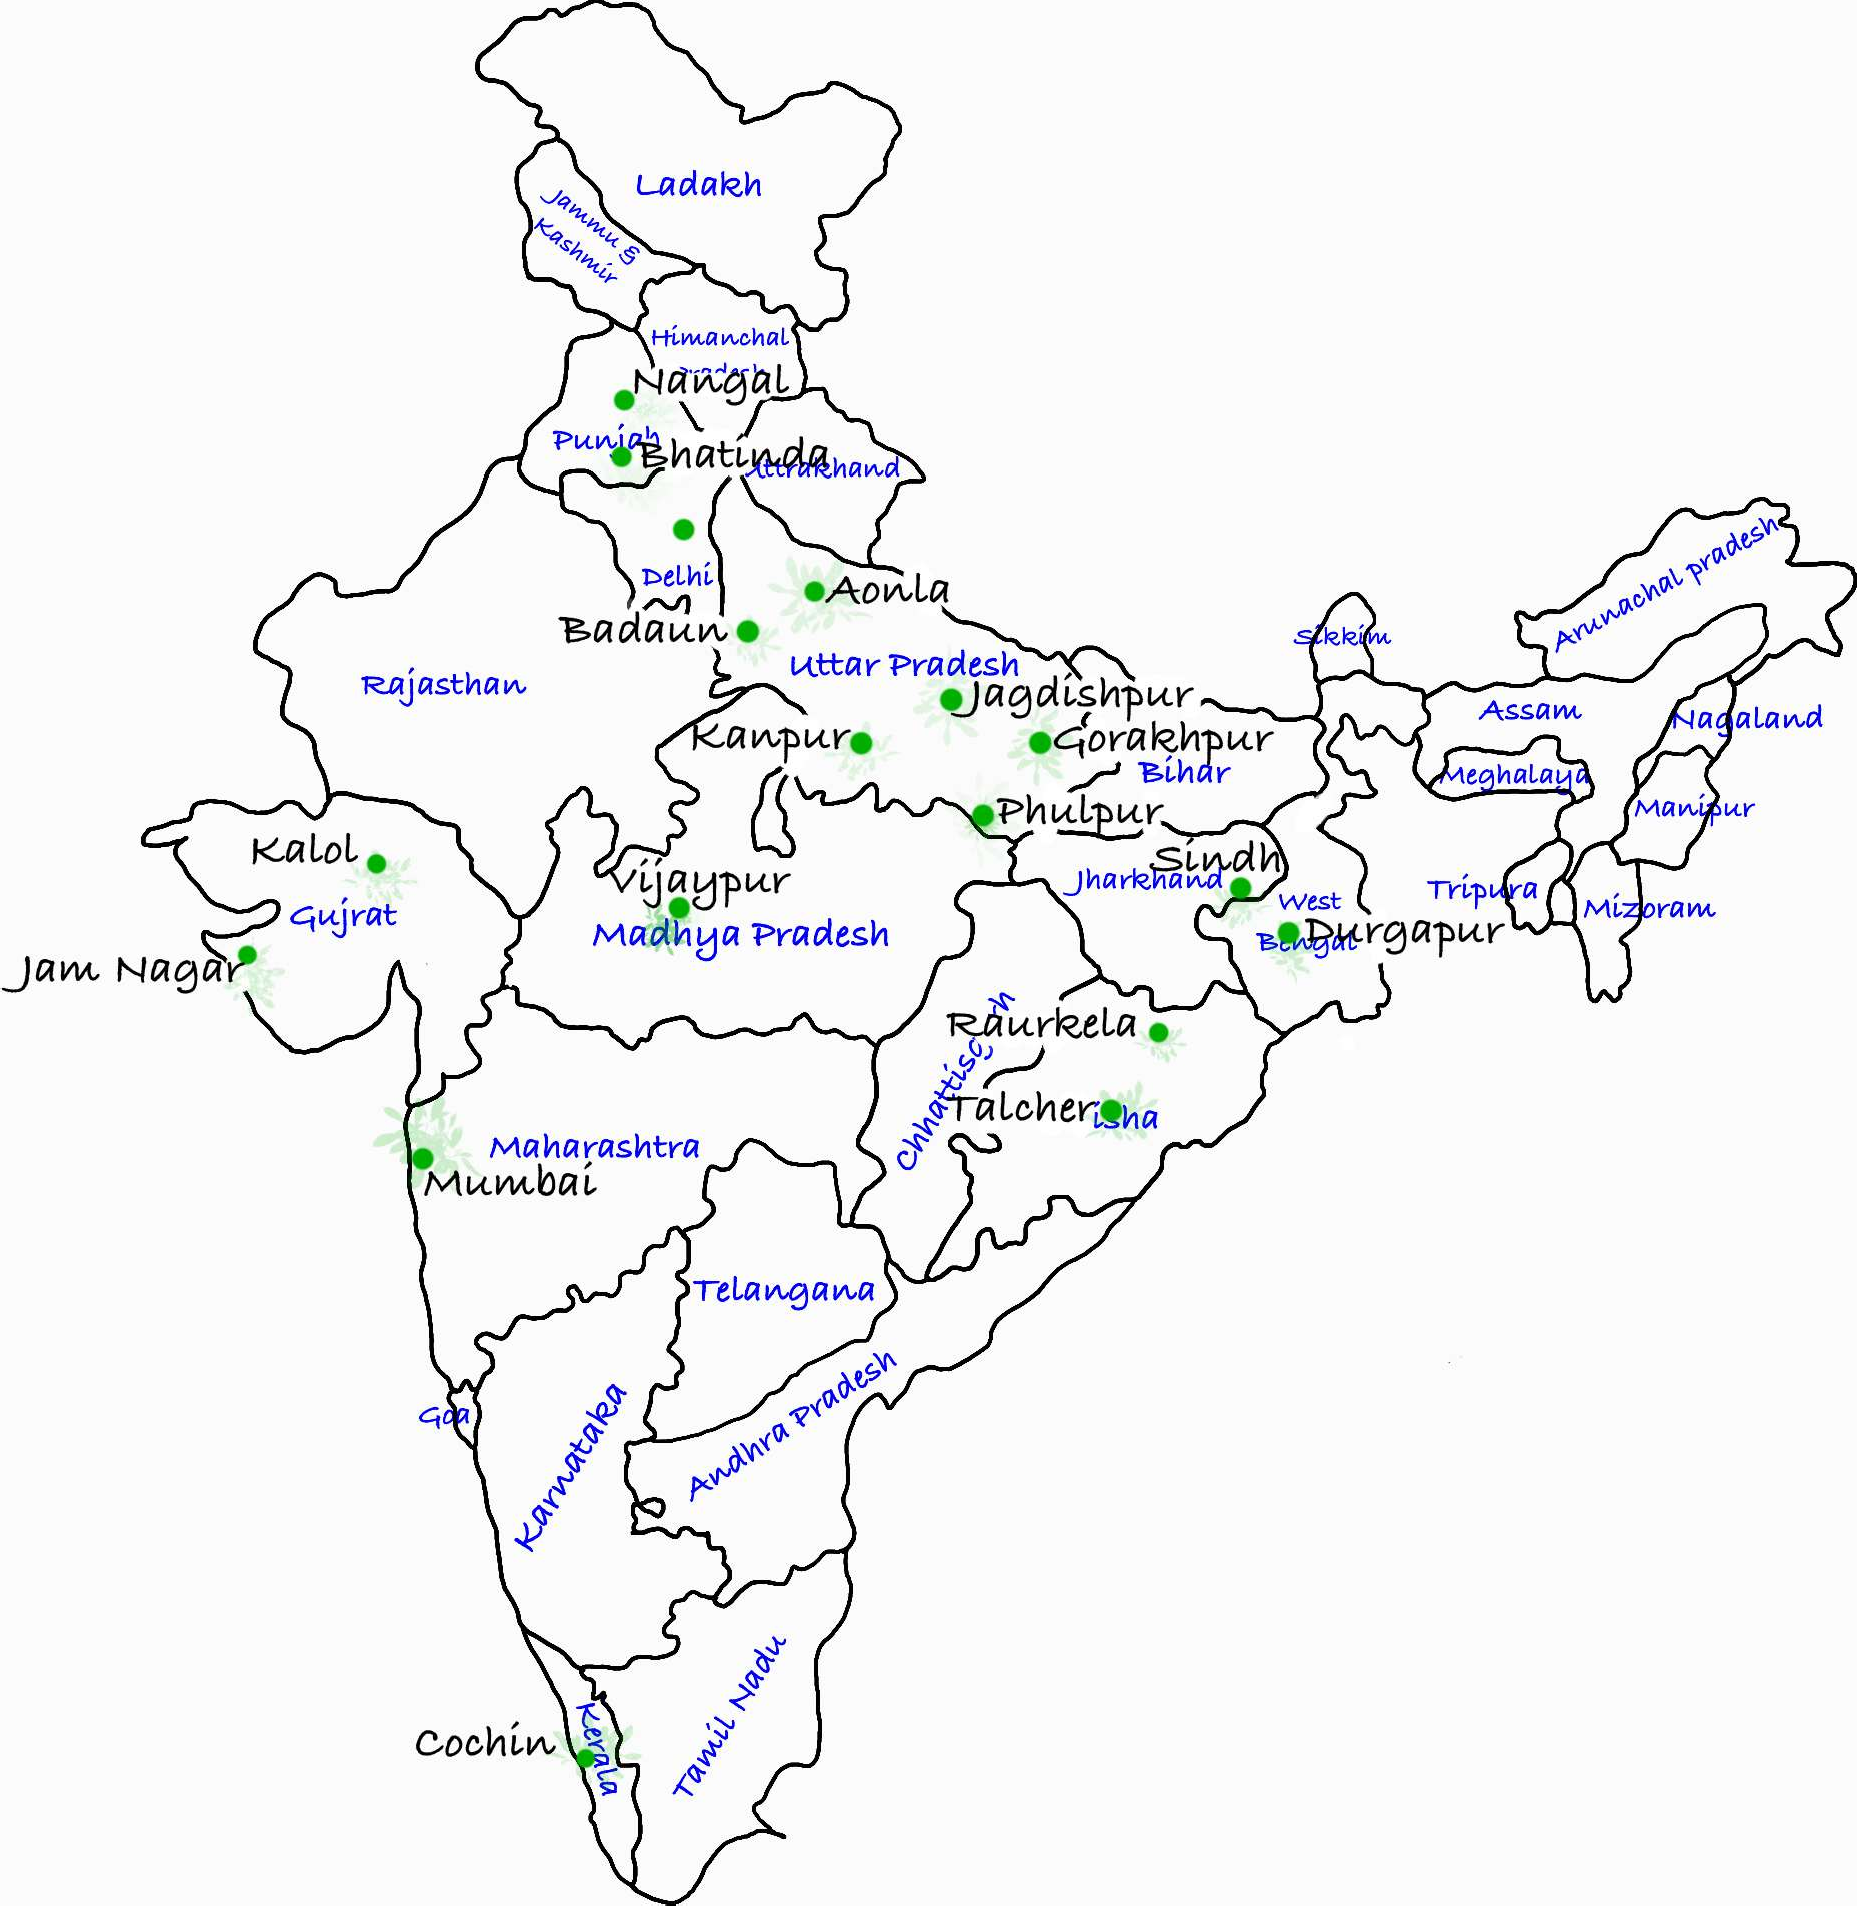 Ladakh
Jammu &
Kashmir
Himanchal
Pradesh
Nangal
Punjab
Bhatinda
Uttrakhand
Delhi
Aonla
Badaun
Uttar Pradesh
Rajasthan
Jagdishpur
Kanpur
Gorakhpur
Bihar
Phulpur
Sikkim
Arunachal pradesh
Assam
Nagaland
Meghalaya
Manipur
Tripura
Mizoram
Kalol
Gujrat
Jam Nagar
Vijaypur
Madhya Pradesh
Sindh
Jharkhand
West
Bengal
Durgapur
Raurkela
Talcher
isha
Maharashtra
Mumbai
Telangana
Goa
Karnataka
Andhra Pradesh
Tamil Nadu
Cochin
Kerala